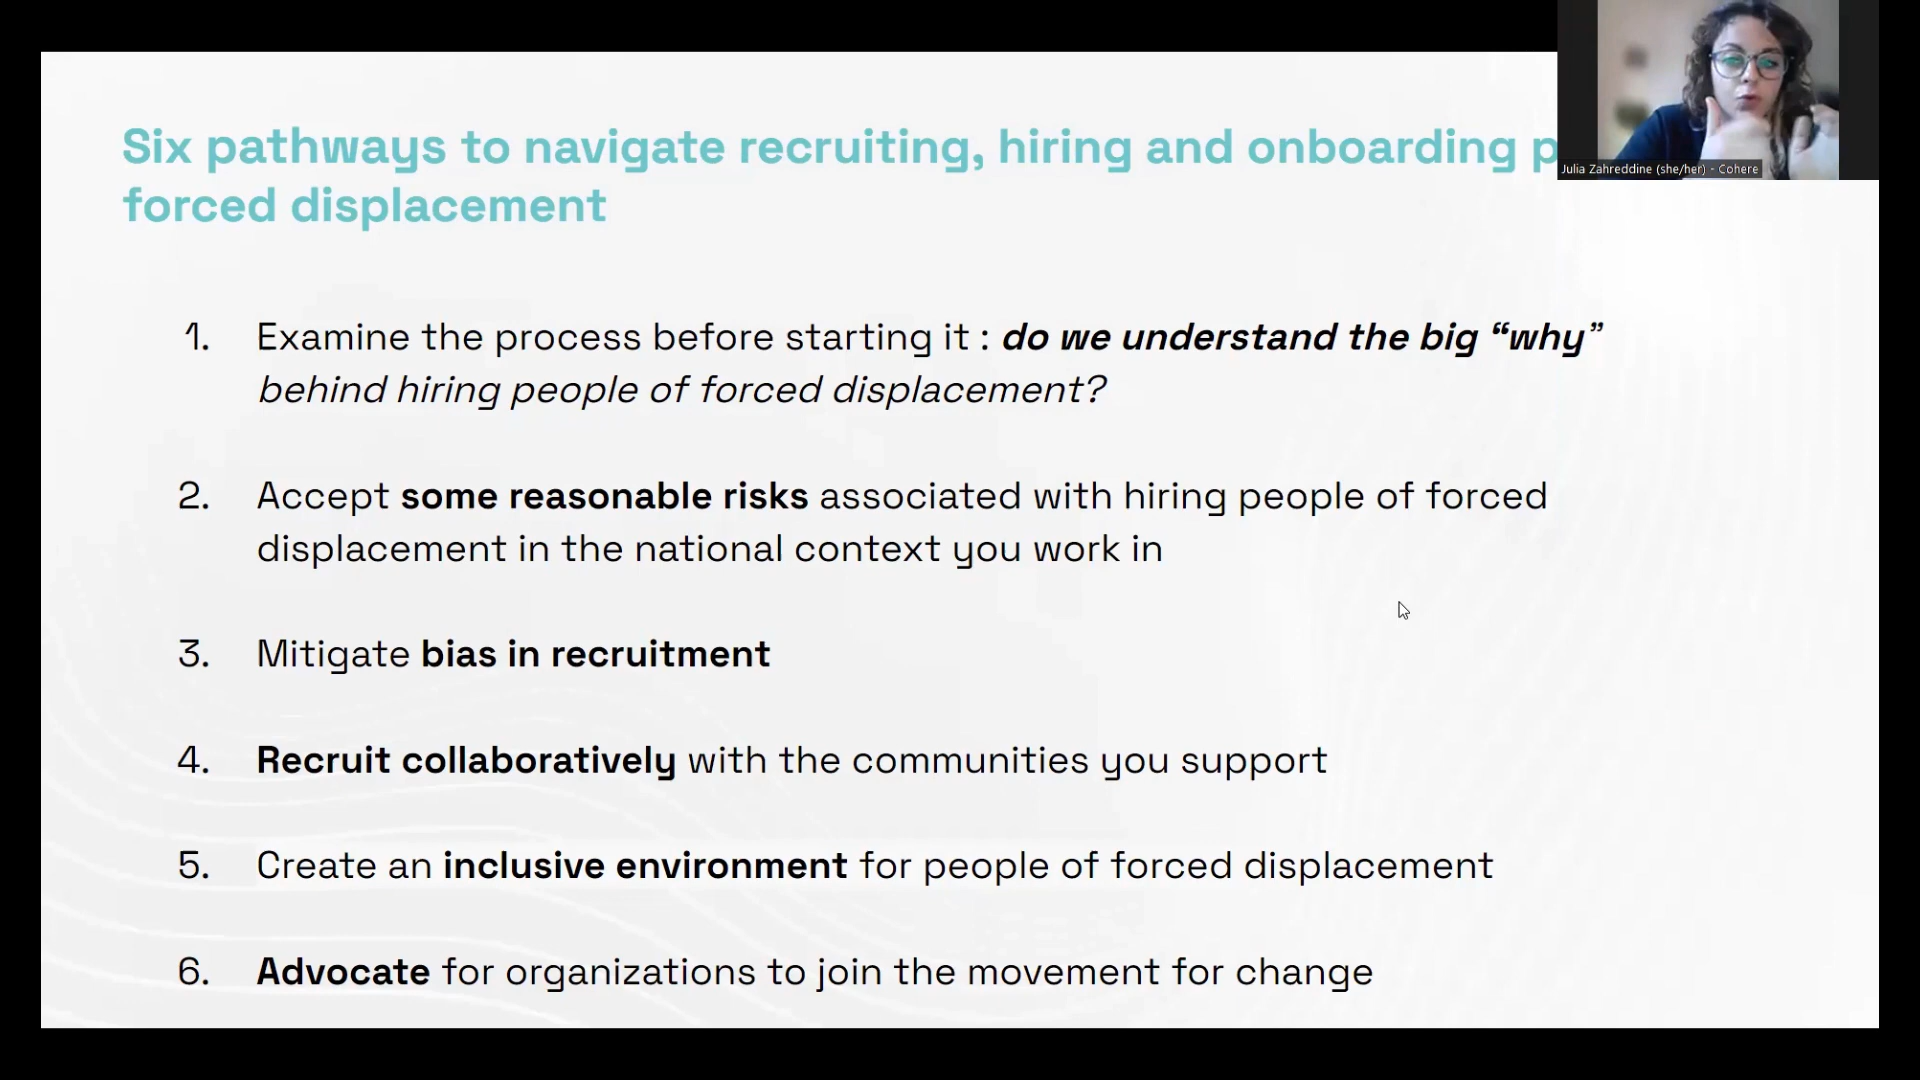 Six pathways to navigate recruiting, hiring and onboarding
forced displacement
Julia Zahreddine (she/her) - Cohere
1. Examine the process before starting it : do we understand the big “why”
behind hiring people of forced displacement?
2. Accept some reasonable risks associated with hiring people of forced
displacement in the national context you work in
3. Mitigate bias in recruitment
4. Recruit collaboratively with the communities you support
5. Create an inclusive environment for people of forced displacement
6. Advocate for organizations to join the movement for change